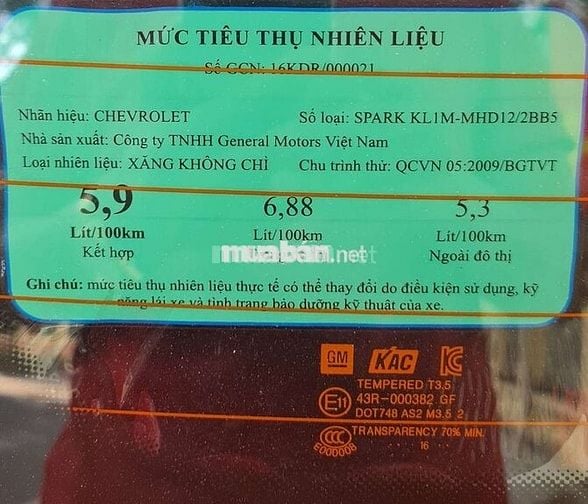 MỨC TIÊU THỤ NHIÊN LIỆU
Số GCN: 16KDR/000021
Nhãn hiệu: CHEVROLET Số loại: SPARK KL1M-MHD12/2BB5
Nhà sản xuất: Công ty TNHH General Motors Việt Nam
Loại nhiên liệu: XĂNG KHÔNG CHÌ Chu trình thử: QCVN 05:2009/BGTVT
5,9 6,88 5,3
Lít/100km Lít/100km Lít/100km
Kết hợp Ngoài đô thị
muaban.net
Ghi chú: mức tiêu thụ nhiên liệu thực tế có thể thay đổi do điều kiện sử dụng, kỹ
năng lái xe và tình trạng bảo dưỡng kỹ thuật của xe.
GM KAC
TEMPERED T3.5
E11 43R-000382 GF
DOT748 AS2 M3.5 2
CCC TRANSPARENCY 70% MIN.
E000008 16